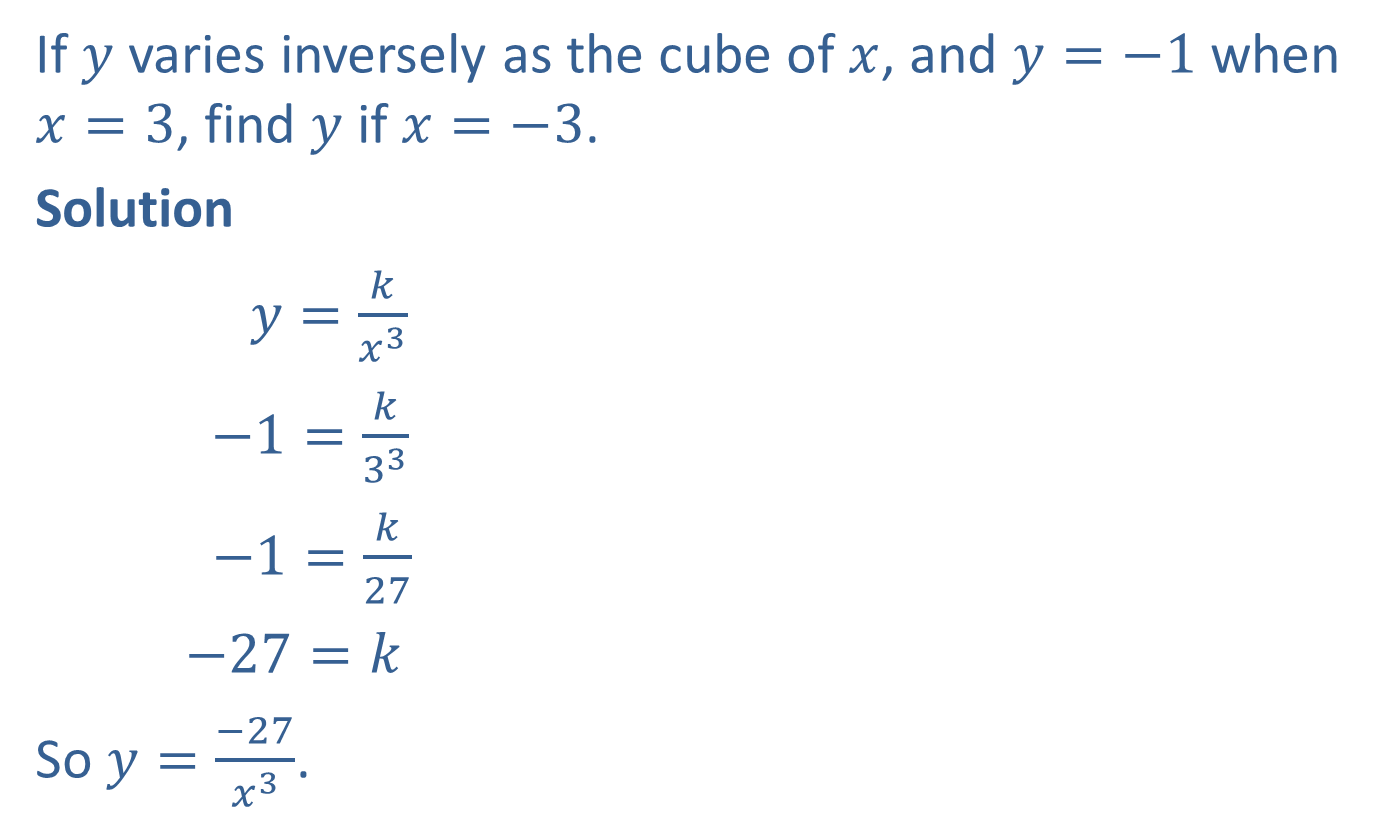 If y varies inversely as the cube of x, and y = −1 when
x = 3, find y if x = −3.
Solution
y = k/x³
−1 = k/3³
−1 = k/27
−27 = k
So y = −27/x³.